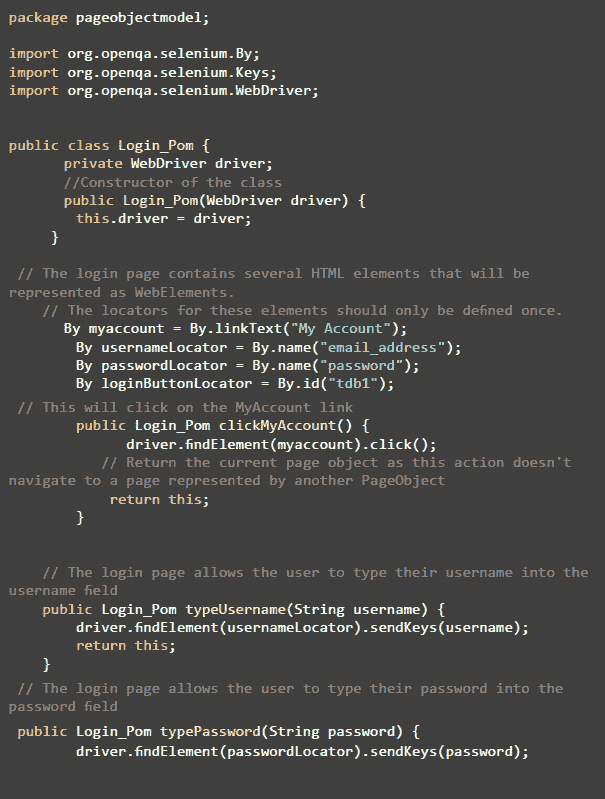 package pageobjectmodel;
import org.openqa.selenium.By;
import org.openqa.selenium.Keys;
import org.openqa.selenium.WebDriver;
public class Login_Pom {
private WebDriver driver;
//Constructor of the class
public Login_Pom(WebDriver driver) {
this.driver = driver;
}
// The login page contains several HTML elements that will be
represented as WebElements.
// The locators for these elements should only be defined once.
By myaccount = By.linkText("My Account");
By usernameLocator = By.name("email_address");
By passwordLocator = By.name("password");
By loginButtonLocator = By.id("tdb1");
// This will click on the MyAccount link
public Login_Pom clickMyAccount() {
driver.findElement(myaccount).click();
// Return the current page object as this action doesn't
navigate to a page represented by another PageObject
return this;
}
// The login page allows the user to type their username into the
username field
public Login_Pom typeUsername(String username) {
driver.findElement(usernameLocator).sendKeys(username);
return this;
}
// The login page allows the user to type their password into the
password field
public Login_Pom typePassword(String password) {
driver.findElement(passwordLocator).sendKeys(password);